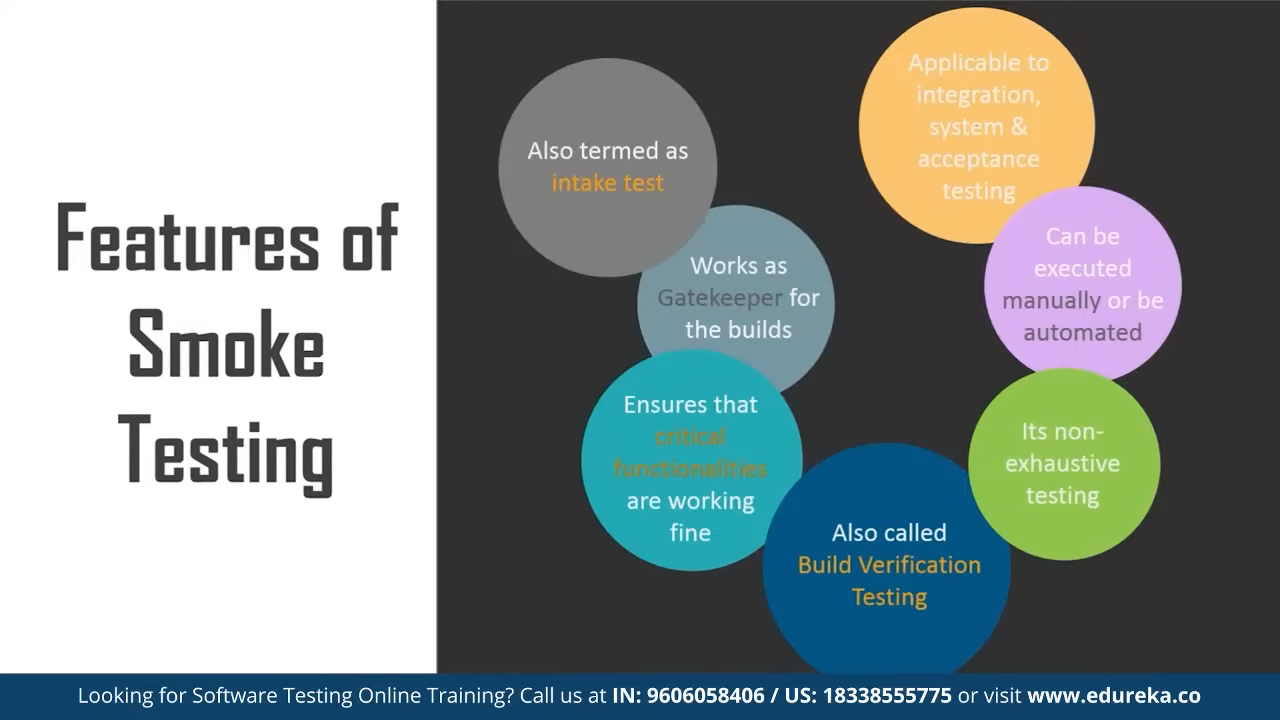 Features of
Smoke
Testing
Also termed as
intake test
Works as
Gatekeeper for
the builds
Ensures that
critical
functionalities
are working
fine
Also called
Build Verification
Testing
Its non-
exhaustive
testing
Can be
executed
manually or be
automated
Applicable to
integration,
system &
acceptance
testing
Looking for Software Testing Online Training? Call us at IN: 9606058406 / US: 18338555775 or visit www.edureka.co